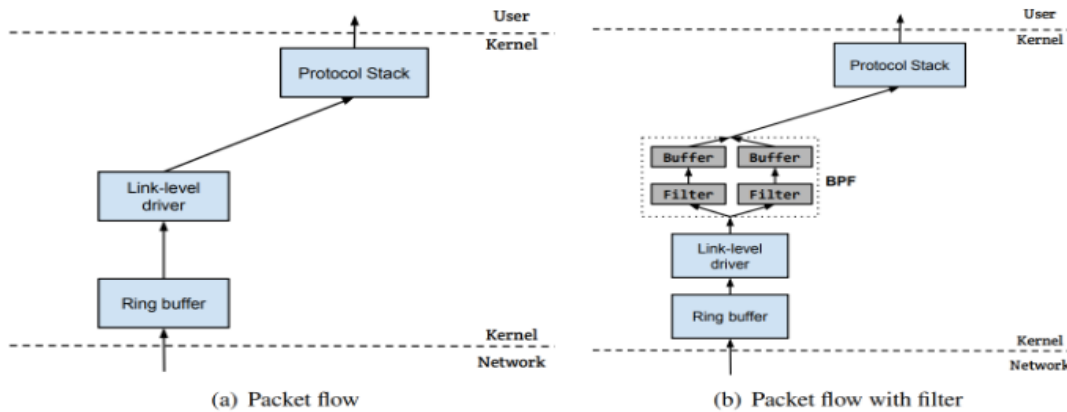 User
Kernel
Protocol Stack
Link-level
driver
Ring buffer
Kernel
Network
(a) Packet flow
User
Kernel
Protocol Stack
Buffer Buffer
BPF
Filter Filter
Link-level
driver
Ring buffer
Kernel
Network
(b) Packet flow with filter